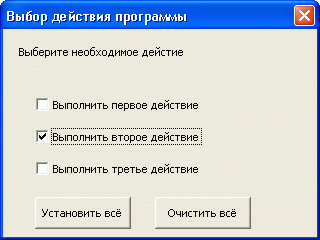 Выбор действия программы
Выберите необходимое действие
Выполнить первое действие
Выполнить второе действие
Выполнить третье действие
Установить всё
Очистить всё